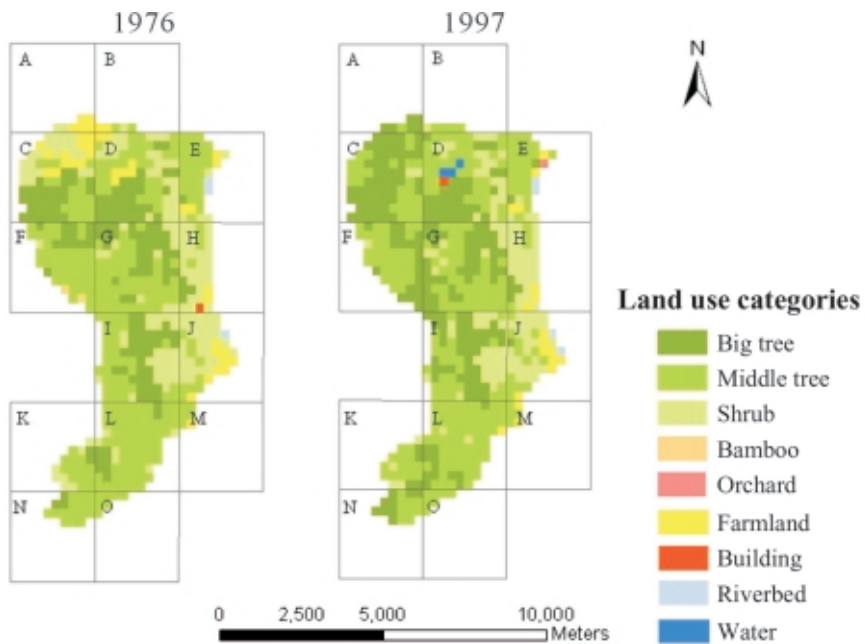 1976
1997
N
A
B
C
D
E
F
G
H
I
J
K
L
M
N
O
A
B
C
D
E
F
G
H
I
J
K
L
M
N
O
Land use categories
Big tree
Middle tree
Shrub
Bamboo
Orchard
Farmland
Building
Riverbed
Water
0 2,500 5,000 10,000
Meters